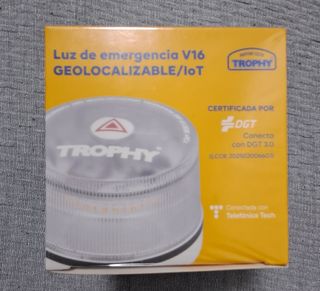 Luz de emergencia V16
GEOLOCALIZABLE/IoT
TROPHY
CERTIFICADA POR
DGT
Conecta
con DGT 3.0
TROPHY
Conectada con
Telefónica Tech